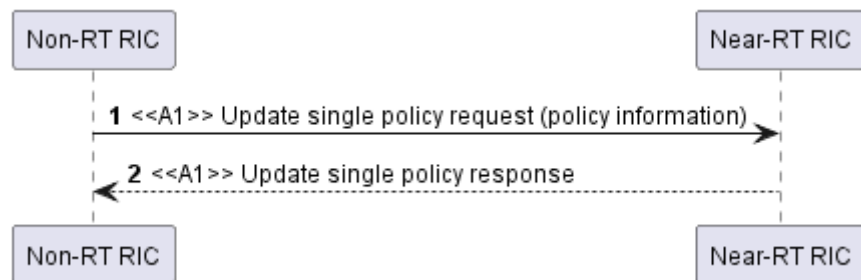 Non-RT RIC
Near-RT RIC
1 <<A1>> Update single policy request (policy information)
2 <<A1>> Update single policy response
Non-RT RIC
Near-RT RIC